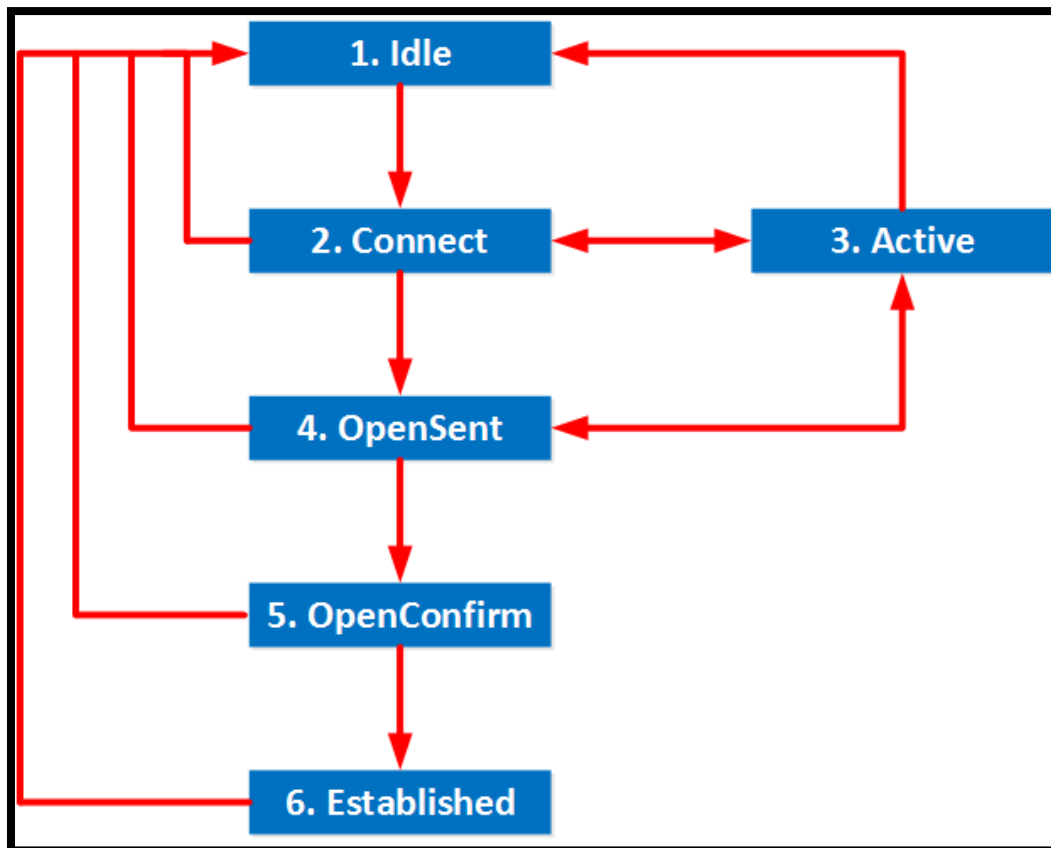 1. Idle
2. Connect
3. Active
4. OpenSent
5. OpenConfirm
6. Established